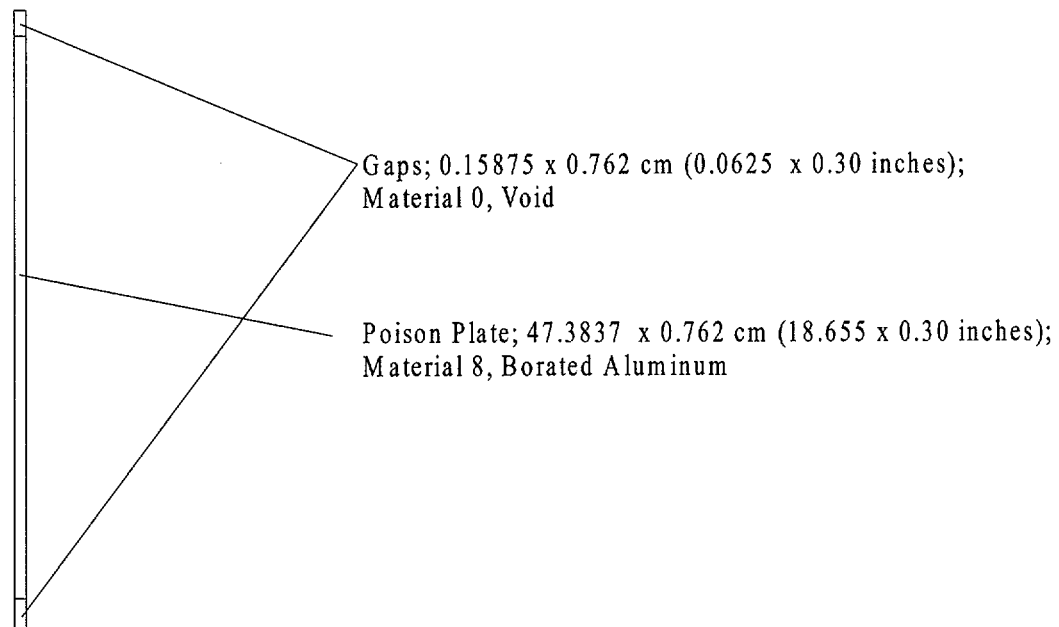 Gaps; 0.15875 x 0.762 cm (0.0625 x 0.30 inches);
Material 0, Void
Poison Plate; 47.3837 x 0.762 cm (18.655 x 0.30 inches);
Material 8, Borated Aluminum